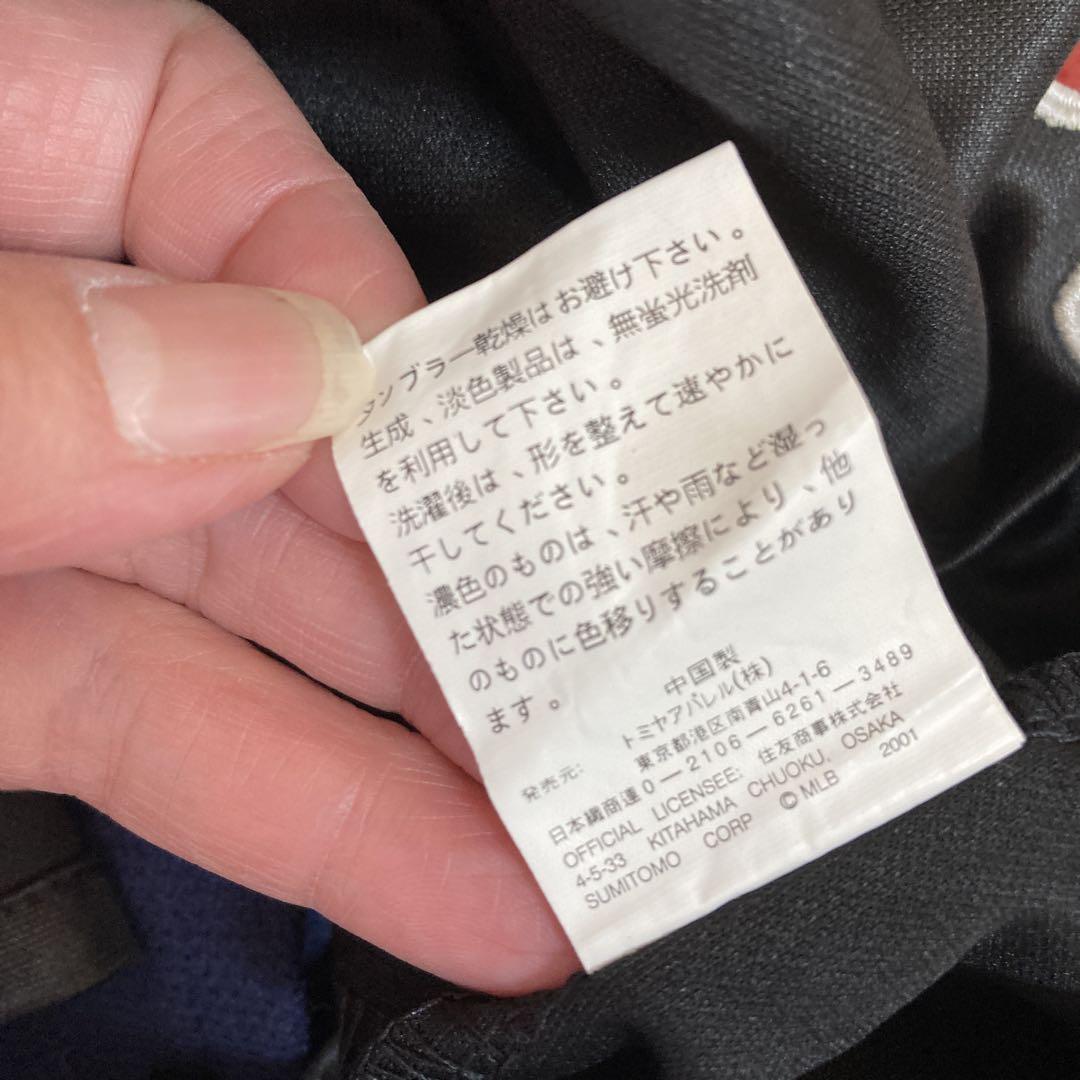 タンブラー乾燥はお避け下さい。
生成、淡色製品は、無蛍光洗剤
を利用して下さい。
洗濯後は、形を整えて速やかに
干してください。
濃色のものは、汗や雨など湿っ
た状態での強い摩擦により、他
のものに色移りすることがあり
ます。
中国製
発売元: トミヤアパレル(株)
東京都港区南青山4-1-6
日本繊商連0-2106-6261-3489
OFFICIAL LICENSEE: 住友商事株式会社
4-5-33 KITAHAMA CHUOKU, OSAKA
SUMITOMO CORP ©MLB 2001